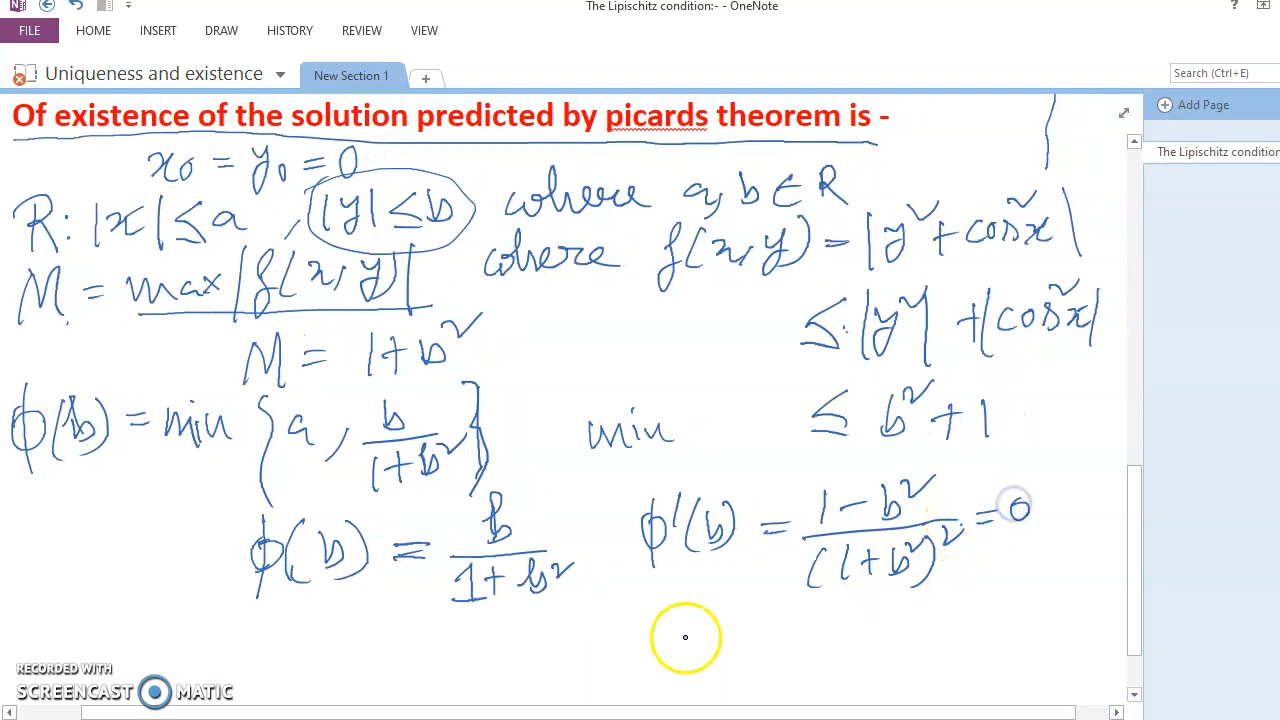 The Lipischitz condition:- - OneNote
FILE HOME INSERT DRAW HISTORY REVIEW VIEW
Uniqueness and existence New Section 1 + Search (Ctrl+E)
Of existence of the solution predicted by picards theorem is -
Add Page
The Lipischitz condition
x0 = y0 = 0
R: |x| ≤ a , |y| ≤ b where a, b ∈ R
M = max |f(x, y)| where f(x, y) = |y² + cos²x|
≤ |y²| + |cos²x|
M = 1 + b²
φ(b) = min { a, b/(1+b²) } min ≤ b² + 1
φ(b) = b/(1+b²) φ'(b) = (1-b²)/(1+b²)² = 0
RECORDED WITH
SCREENCAST MATIC